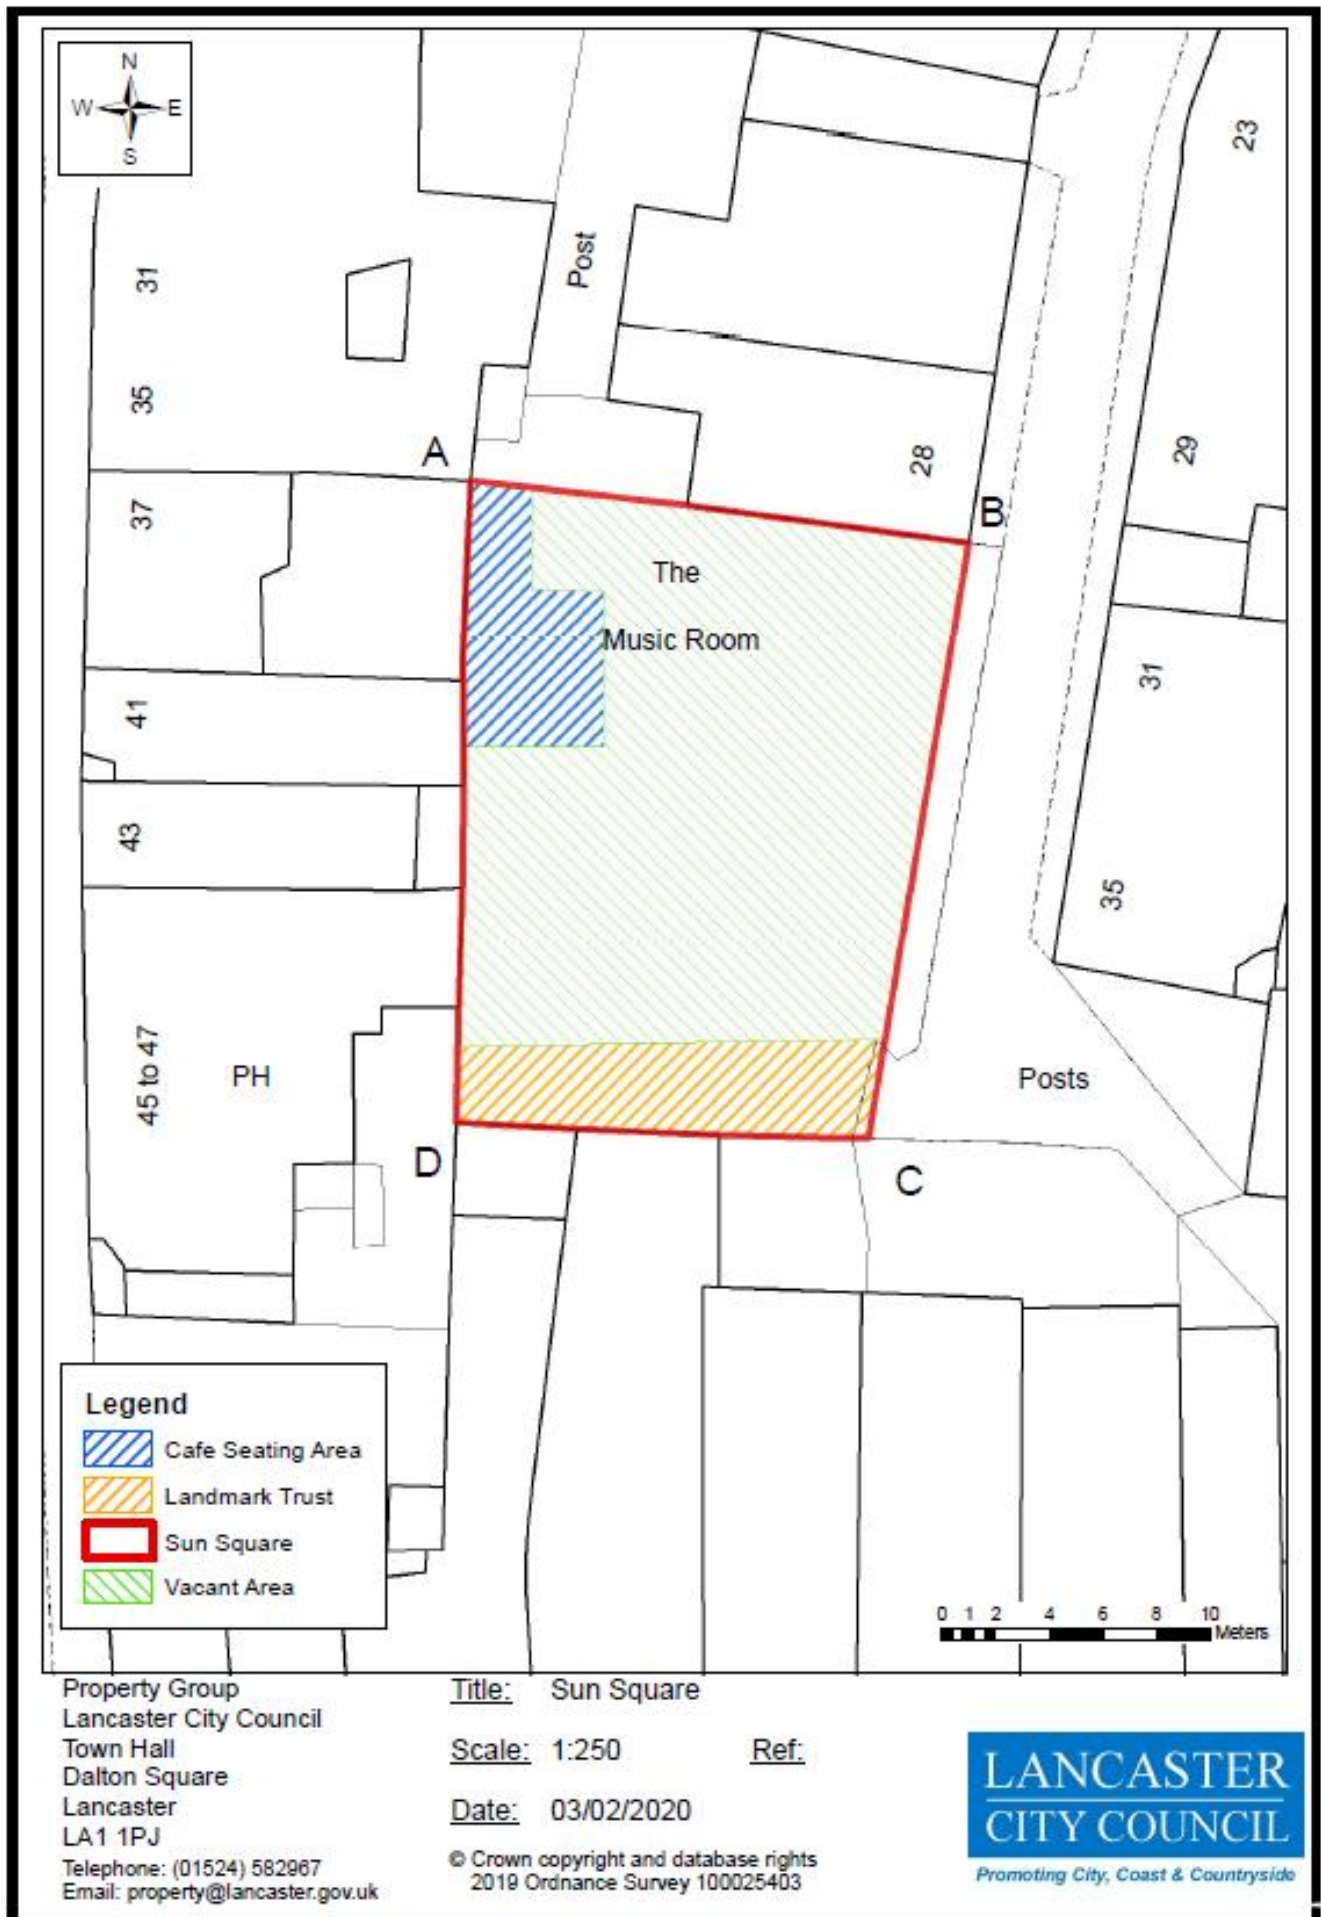 N
W E
S
Post
23
31
35
A
28
29
B
37
The
Music Room
31
41
43
35
45 to 47
PH
Posts
D
C
Legend
Cafe Seating Area
Landmark Trust
Sun Square
Vacant Area
0 1 2 4 6 8 10
Meters
Property Group
Lancaster City Council
Town Hall
Dalton Square
Lancaster
LA1 1PJ
Telephone: (01524) 582967
Email: property@lancaster.gov.uk
Title: Sun Square
Scale: 1:250 Ref:
Date: 03/02/2020
© Crown copyright and database rights
2019 Ordnance Survey 100025403
LANCASTER
CITY COUNCIL
Promoting City, Coast & Countryside